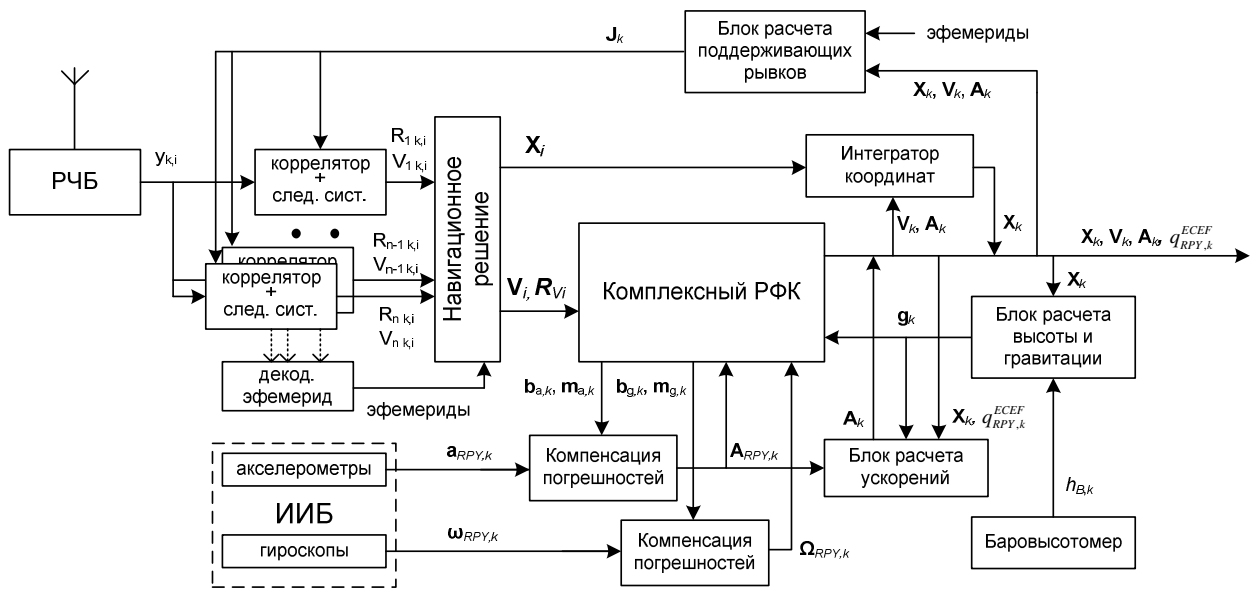 Блок расчета
поддерживающих
рывков
эфемериды
J_k
X_k, V_k, A_k
РЧБ
y_k,i
коррелятор
+
след. сист.
R_1 k,i
V_1 k,i
Навигационное
решение
X_i
Интегратор
координат
V_k, A_k
X_k
X_k, V_k, A_k, q^ECEF_RPY,k
коррелятор
коррелятор
+
след. сист.
R_n-1 k,i
V_n-1 k,i
R_n k,i
V_n k,i
V_i, R_Vi
Комплексный РФК
X_k
g_k
Блок расчета
высоты и
гравитации
декод.
эфемерид
эфемериды
b_a,k, m_a,k
b_g,k, m_g,k
A_k
X_k, q^ECEF_RPY,k
акселерометры
a_RPY,k
Компенсация
погрешностей
A_RPY,k
Блок расчета
ускорений
h_B,k
ИИБ
гироскопы
ω_RPY,k
Компенсация
погрешностей
Ω_RPY,k
Баровысотомер